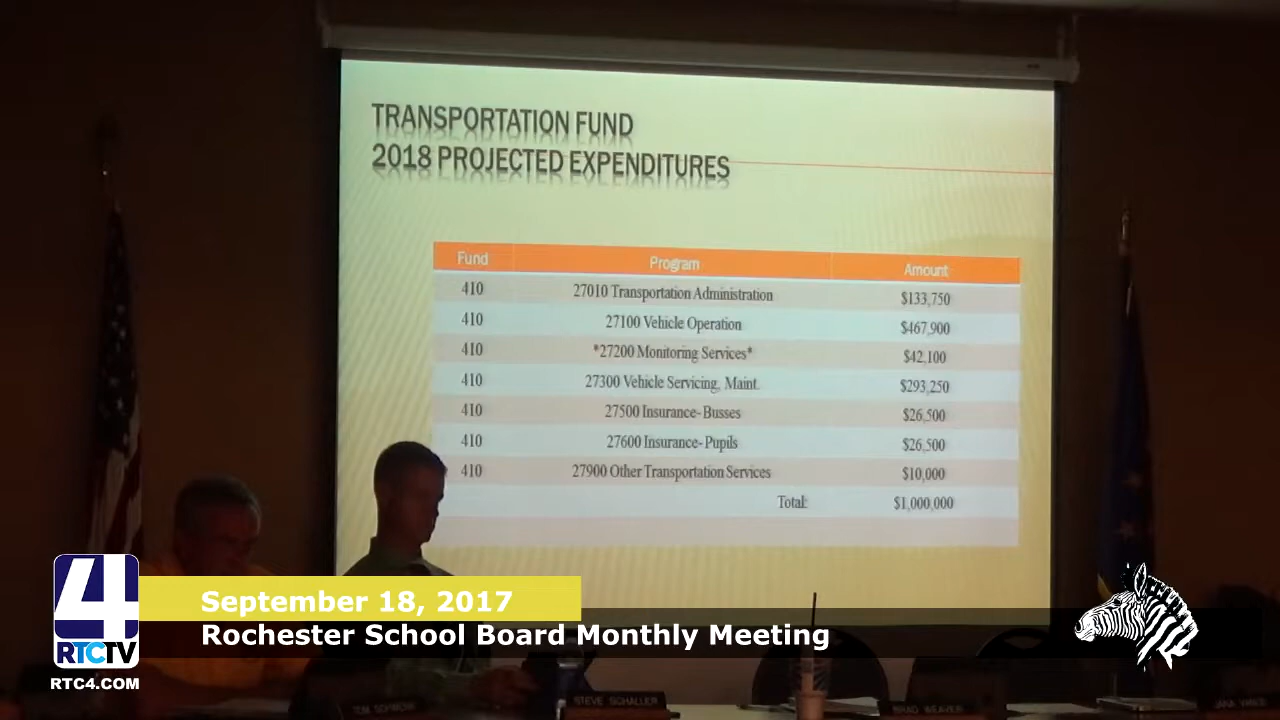 TRANSPORTATION FUND
2018 PROJECTED EXPENDITURES
Fund Program Amount
410 27010 Transportation Administration $133,750
410 27100 Vehicle Operation $467,900
410 *27200 Monitoring Services* $42,100
410 27300 Vehicle Servicing, Maint. $293,250
410 27500 Insurance- Busses $26,500
410 27600 Insurance- Pupils $26,500
410 27900 Other Transportation Services $10,000
Total: $1,000,000
4
RTCTV
RTC4.COM
September 18, 2017
Rochester School Board Monthly Meeting
STEVE SCHALLER
BRAD WEAVER